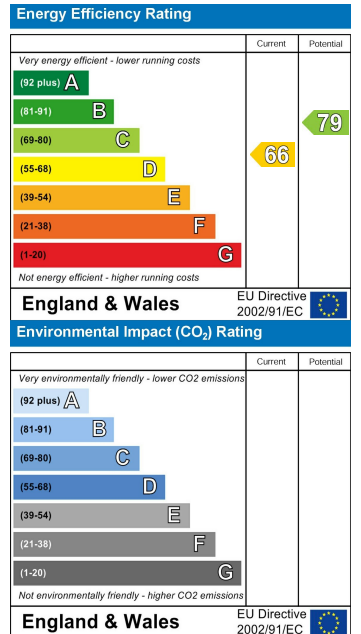 Energy Efficiency Rating
Current Potential
Very energy efficient - lower running costs
(92 plus) A
(81-91) B
79
(69-80) C
66
(55-68) D
(39-54) E
(21-38) F
(1-20) G
Not energy efficient - higher running costs
England & Wales
EU Directive
2002/91/EC
Environmental Impact (CO₂) Rating
Current Potential
Very environmentally friendly - lower CO2 emissions
(92 plus) A
(81-91) B
(69-80) C
(55-68) D
(39-54) E
(21-38) F
(1-20) G
Not environmentally friendly - higher CO2 emissions
England & Wales
EU Directive
2002/91/EC